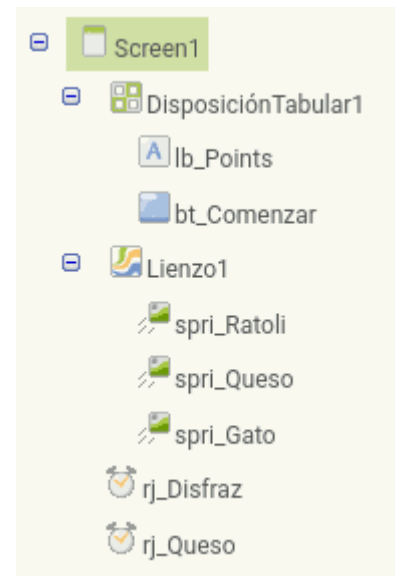 Screen1
DisposiciónTabular1
A lb_Points
bt_Comenzar
Lienzo1
spri_Ratoli
spri_Queso
spri_Gato
rj_Disfraz
rj_Queso